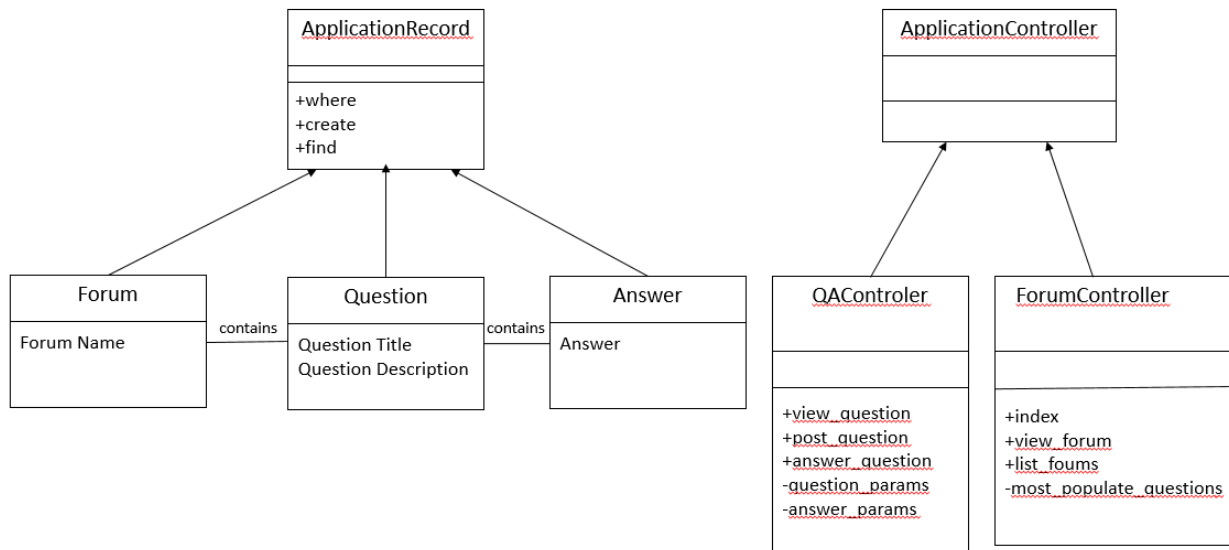 ApplicationRecord
+where
+create
+find
ApplicationController
Forum
Forum Name
contains
Question
Question Title
Question Description
contains
Answer
Answer
QAControler
+view_question
+post_question
+answer_question
-question_params
-answer_params
ForumController
+index
+view_forum
+list_foums
-most_populate_questions